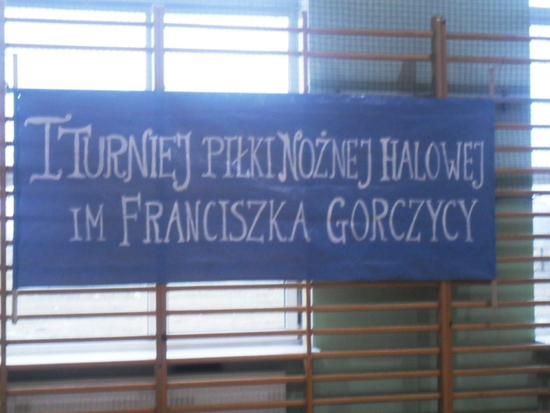 I TURNIEJ PIŁKI NOŻNEJ HALOWEJ
IM FRANCISZKA GORCZYCY